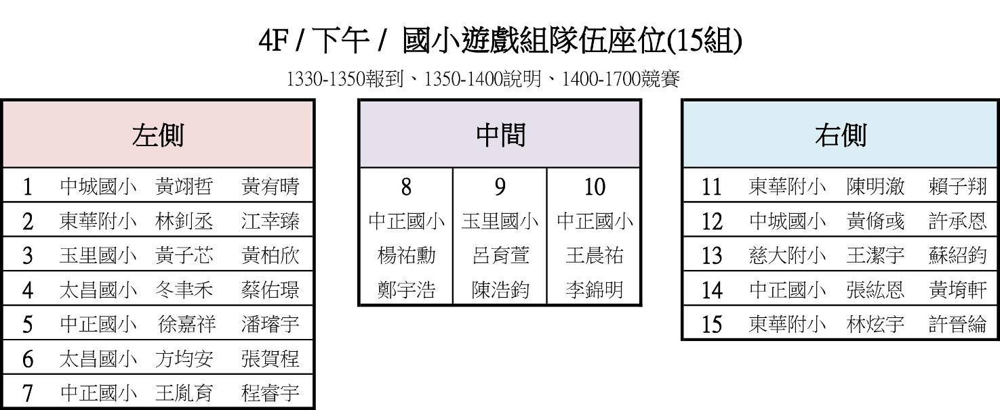 4F / 下午 / 國小遊戲組隊伍座位(15組)
1330-1350報到、1350-1400說明、1400-1700競賽
左側
1 中城國小 黃翊哲 黃宥晴
2 東華附小 林釗丞 江幸臻
3 玉里國小 黃子芯 黃柏欣
4 太昌國小 冬聿禾 蔡佑璟
5 中正國小 徐嘉祥 潘璿宇
6 太昌國小 方均安 張賀程
7 中正國小 王胤育 程睿宇
中間
8 9 10
中正國小 玉里國小 中正國小
楊祐勳 呂育萱 王晨祐
鄭宇浩 陳浩鈞 李錦明
右側
11 東華附小 陳明澈 賴子翔
12 中城國小 黃脩彧 許承恩
13 慈大附小 王潔宇 蘇紹鈞
14 中正國小 張紘恩 黃堉軒
15 東華附小 林炫宇 許晉綸